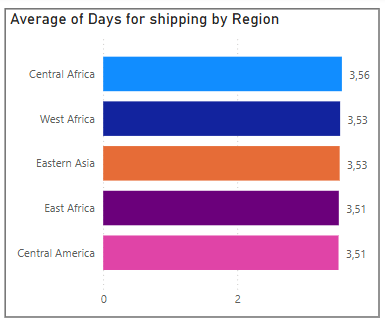 Average of Days for shipping by Region
Central Africa 3,56
West Africa 3,53
Eastern Asia 3,53
East Africa 3,51
Central America 3,51
0 2